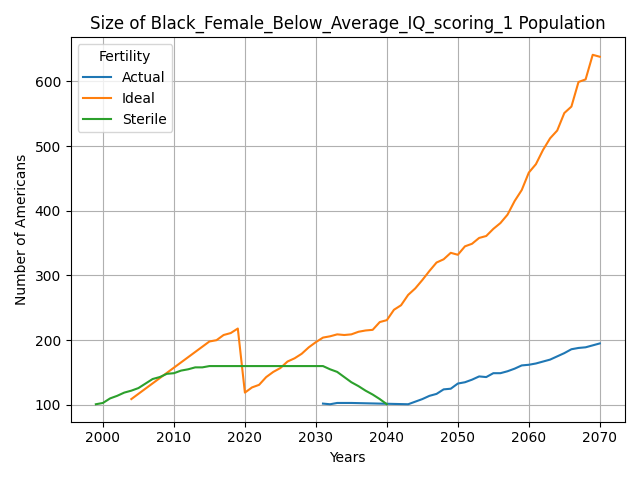 Size of Black_Female_Below_Average_IQ_scoring_1 Population
Fertility
Actual
Ideal
Sterile
Number of Americans
600
500
400
300
200
100
2000 2010 2020 2030 2040 2050 2060 2070
Years